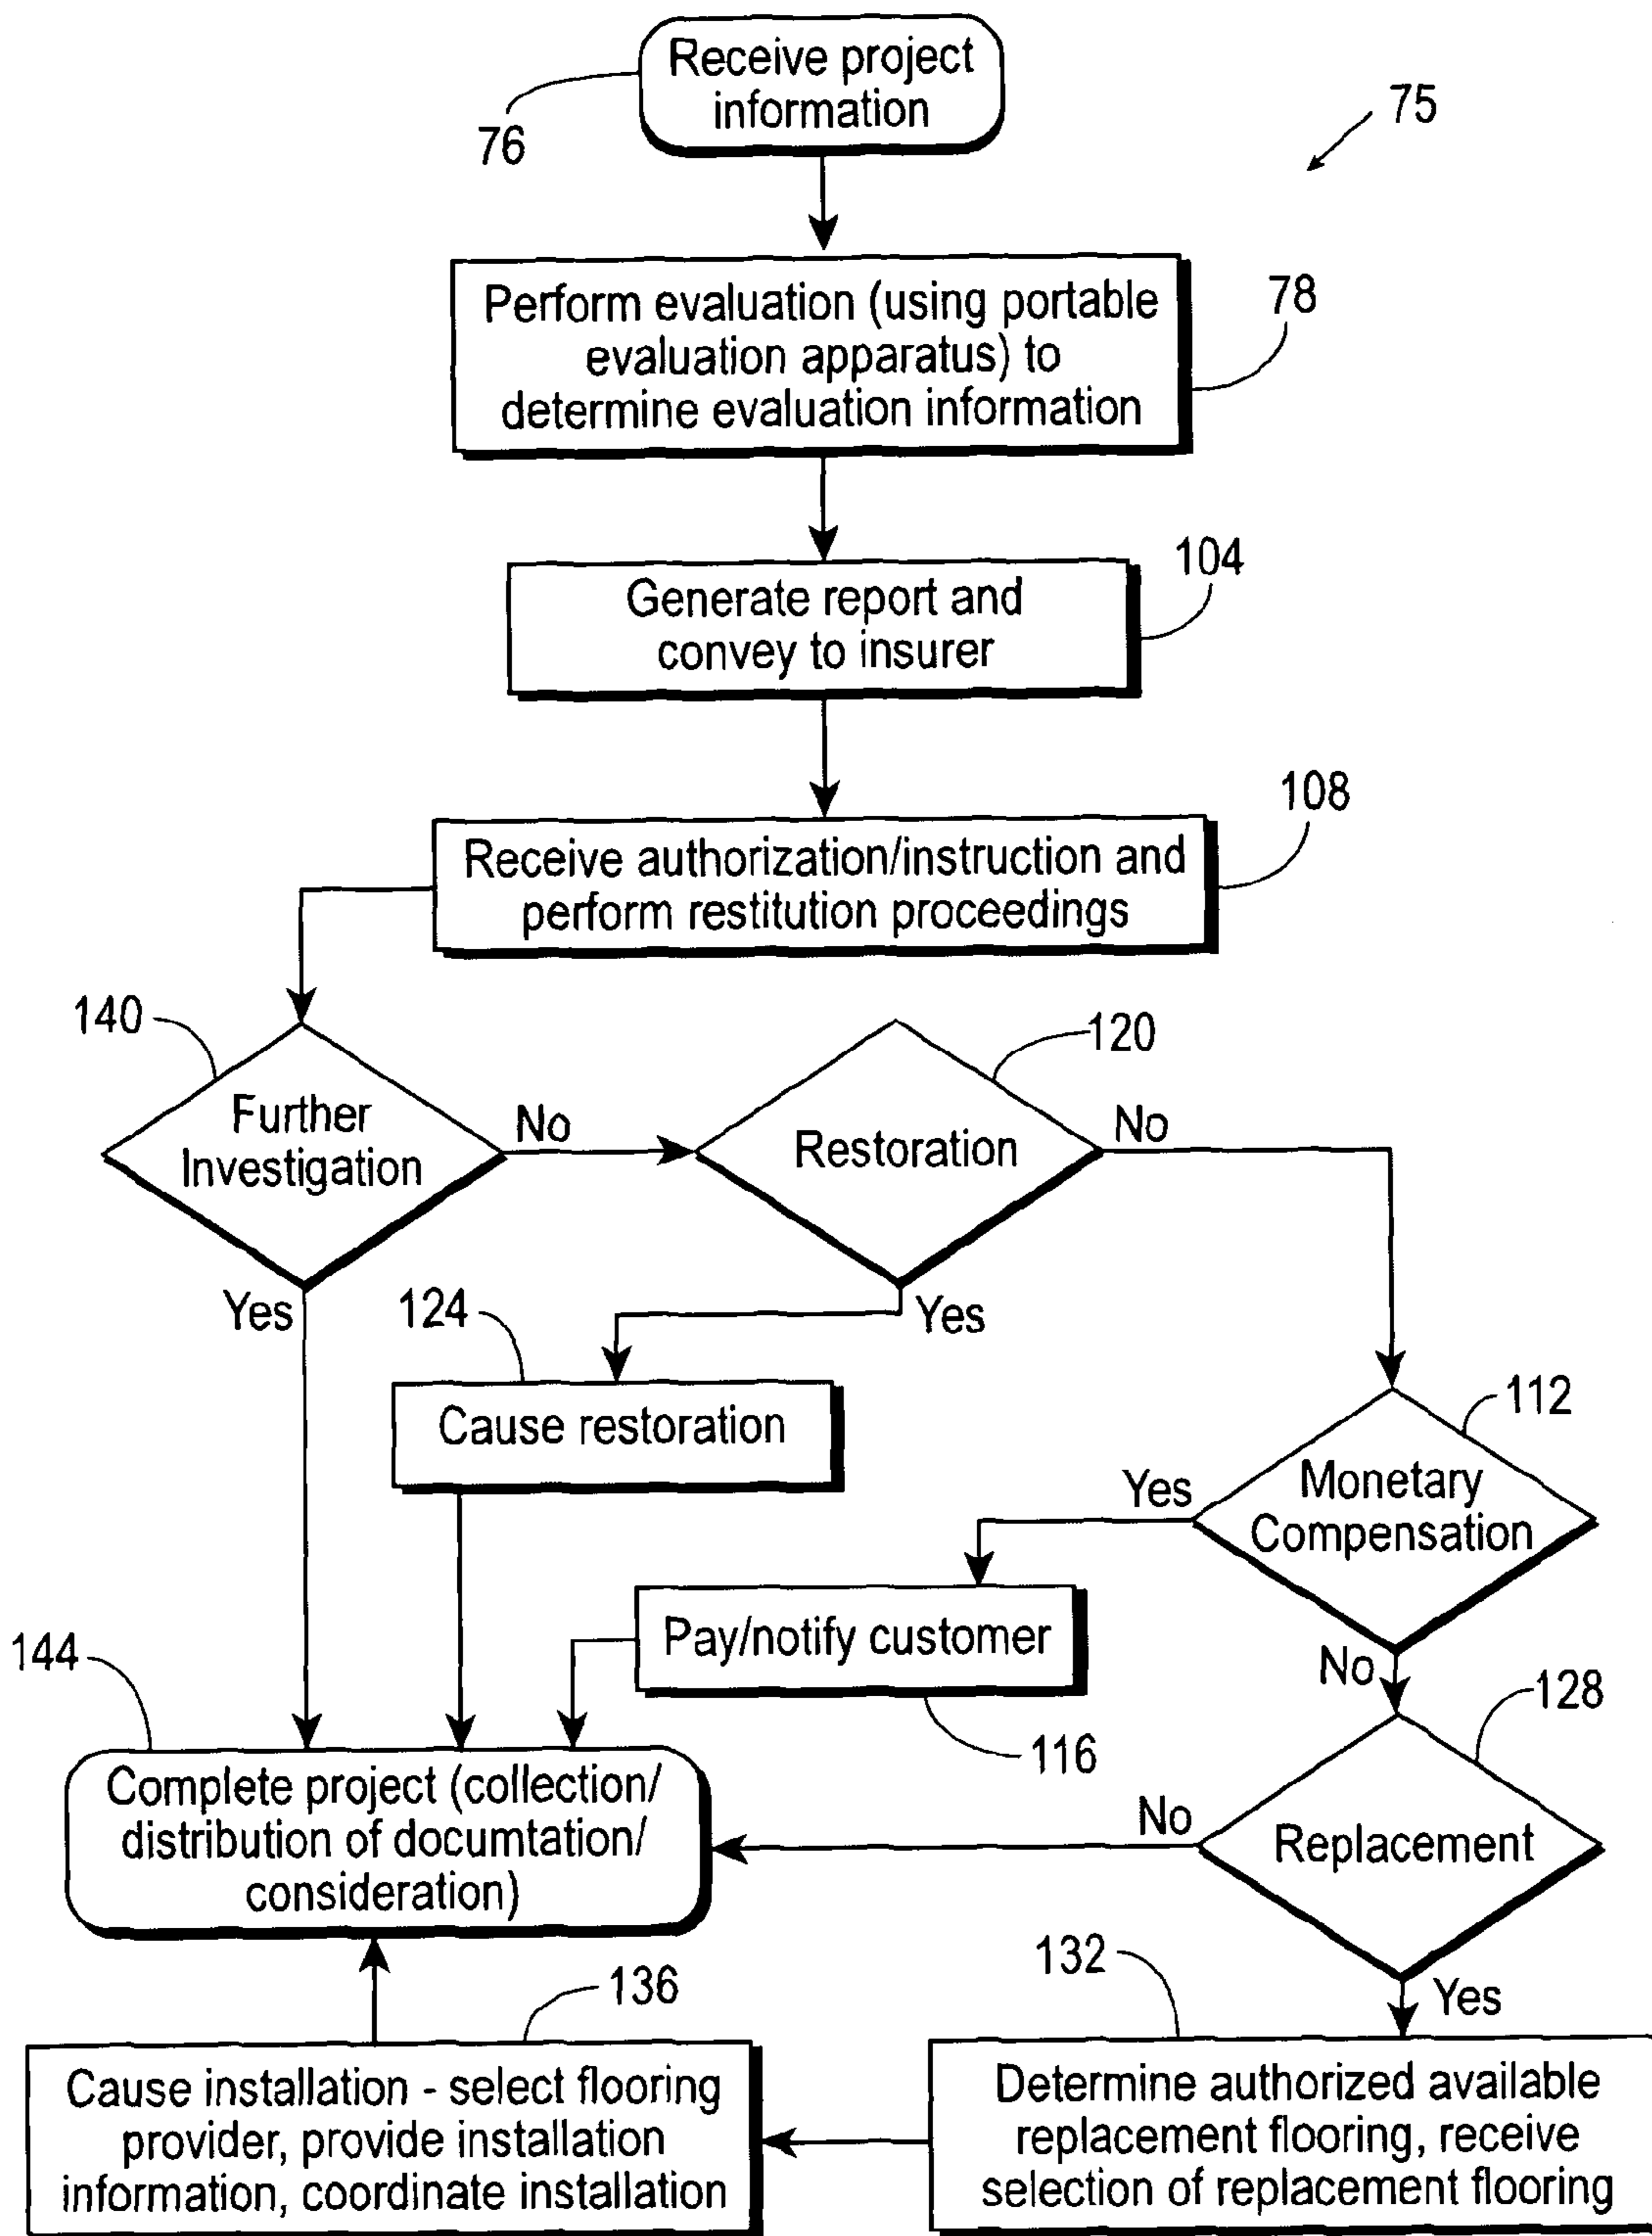 Receive project
information
76
75
Perform evaluation (using portable
evaluation apparatus) to
determine evaluation information
78
Generate report and
convey to insurer
104
Receive authorization/instruction and
perform restitution proceedings
108
140
Further
Investigation
No
120
Restoration
No
Yes
124
Yes
Cause restoration
112
Monetary
Compensation
Yes
Pay/notify customer
116
No
144
Complete project (collection/
distribution of documtation/
consideration)
128
No
Replacement
Yes
136
132
Cause installation - select flooring
provider, provide installation
information, coordinate installation
Determine authorized available
replacement flooring, receive
selection of replacement flooring